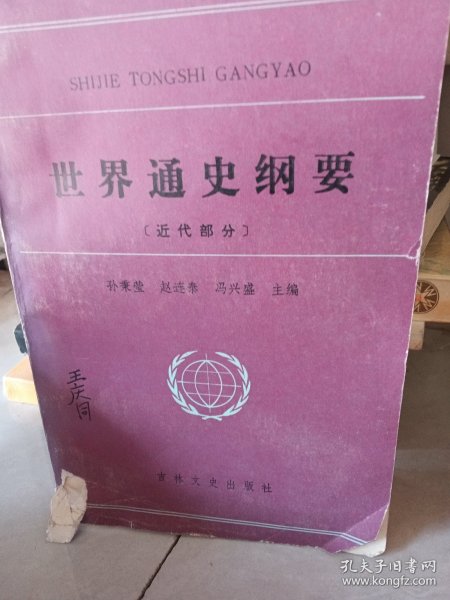 SHIJIE TONGSHI GANGYAO
世界通史纲要
〔近代部分〕
孙秉莹 赵连泰 冯兴盛 主编
王庆同
吉林文史出版社
孔夫子旧书网
www.kongfz.com